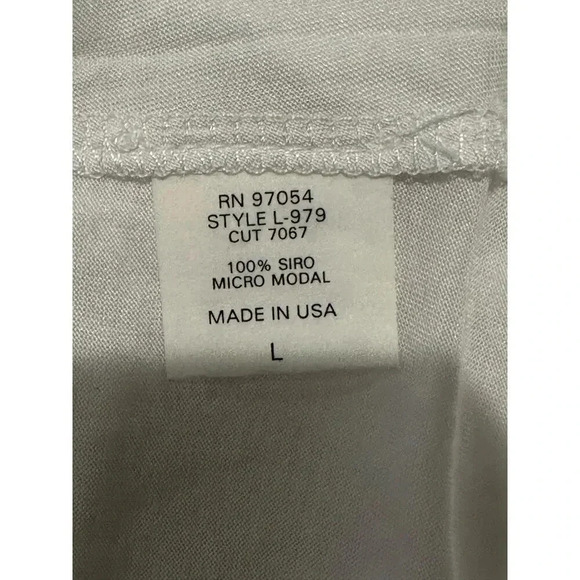 RN 97054
STYLE L-979
CUT 7067
100% SIRO
MICRO MODAL
MADE IN USA
L